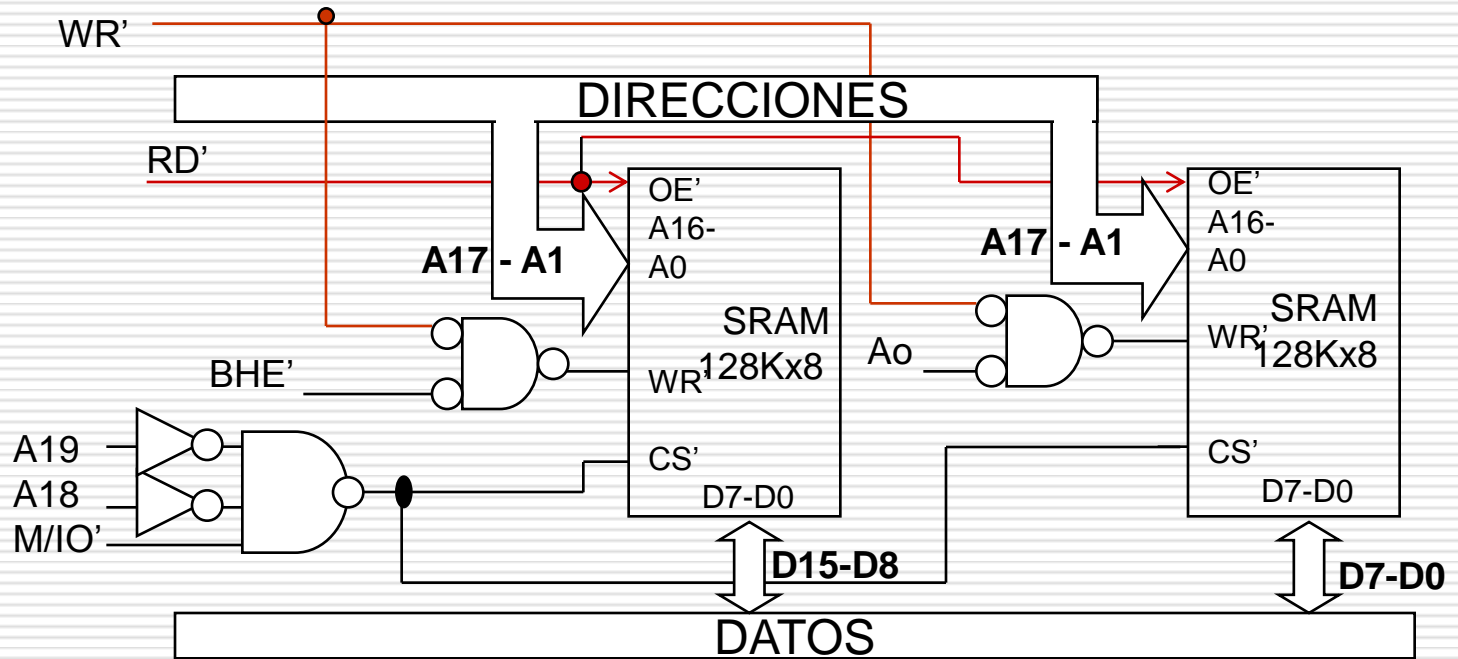 WR’
DIRECCIONES
RD’
OE’
A16-
A0
A17 - A1
SRAM
128Kx8
WR’
BHE’
CS’
D7-D0
A19
A18
M/IO’
OE’
A16-
A0
A17 - A1
SRAM
128Kx8
WR’
Ao
CS’
D7-D0
D15-D8
D7-D0
DATOS